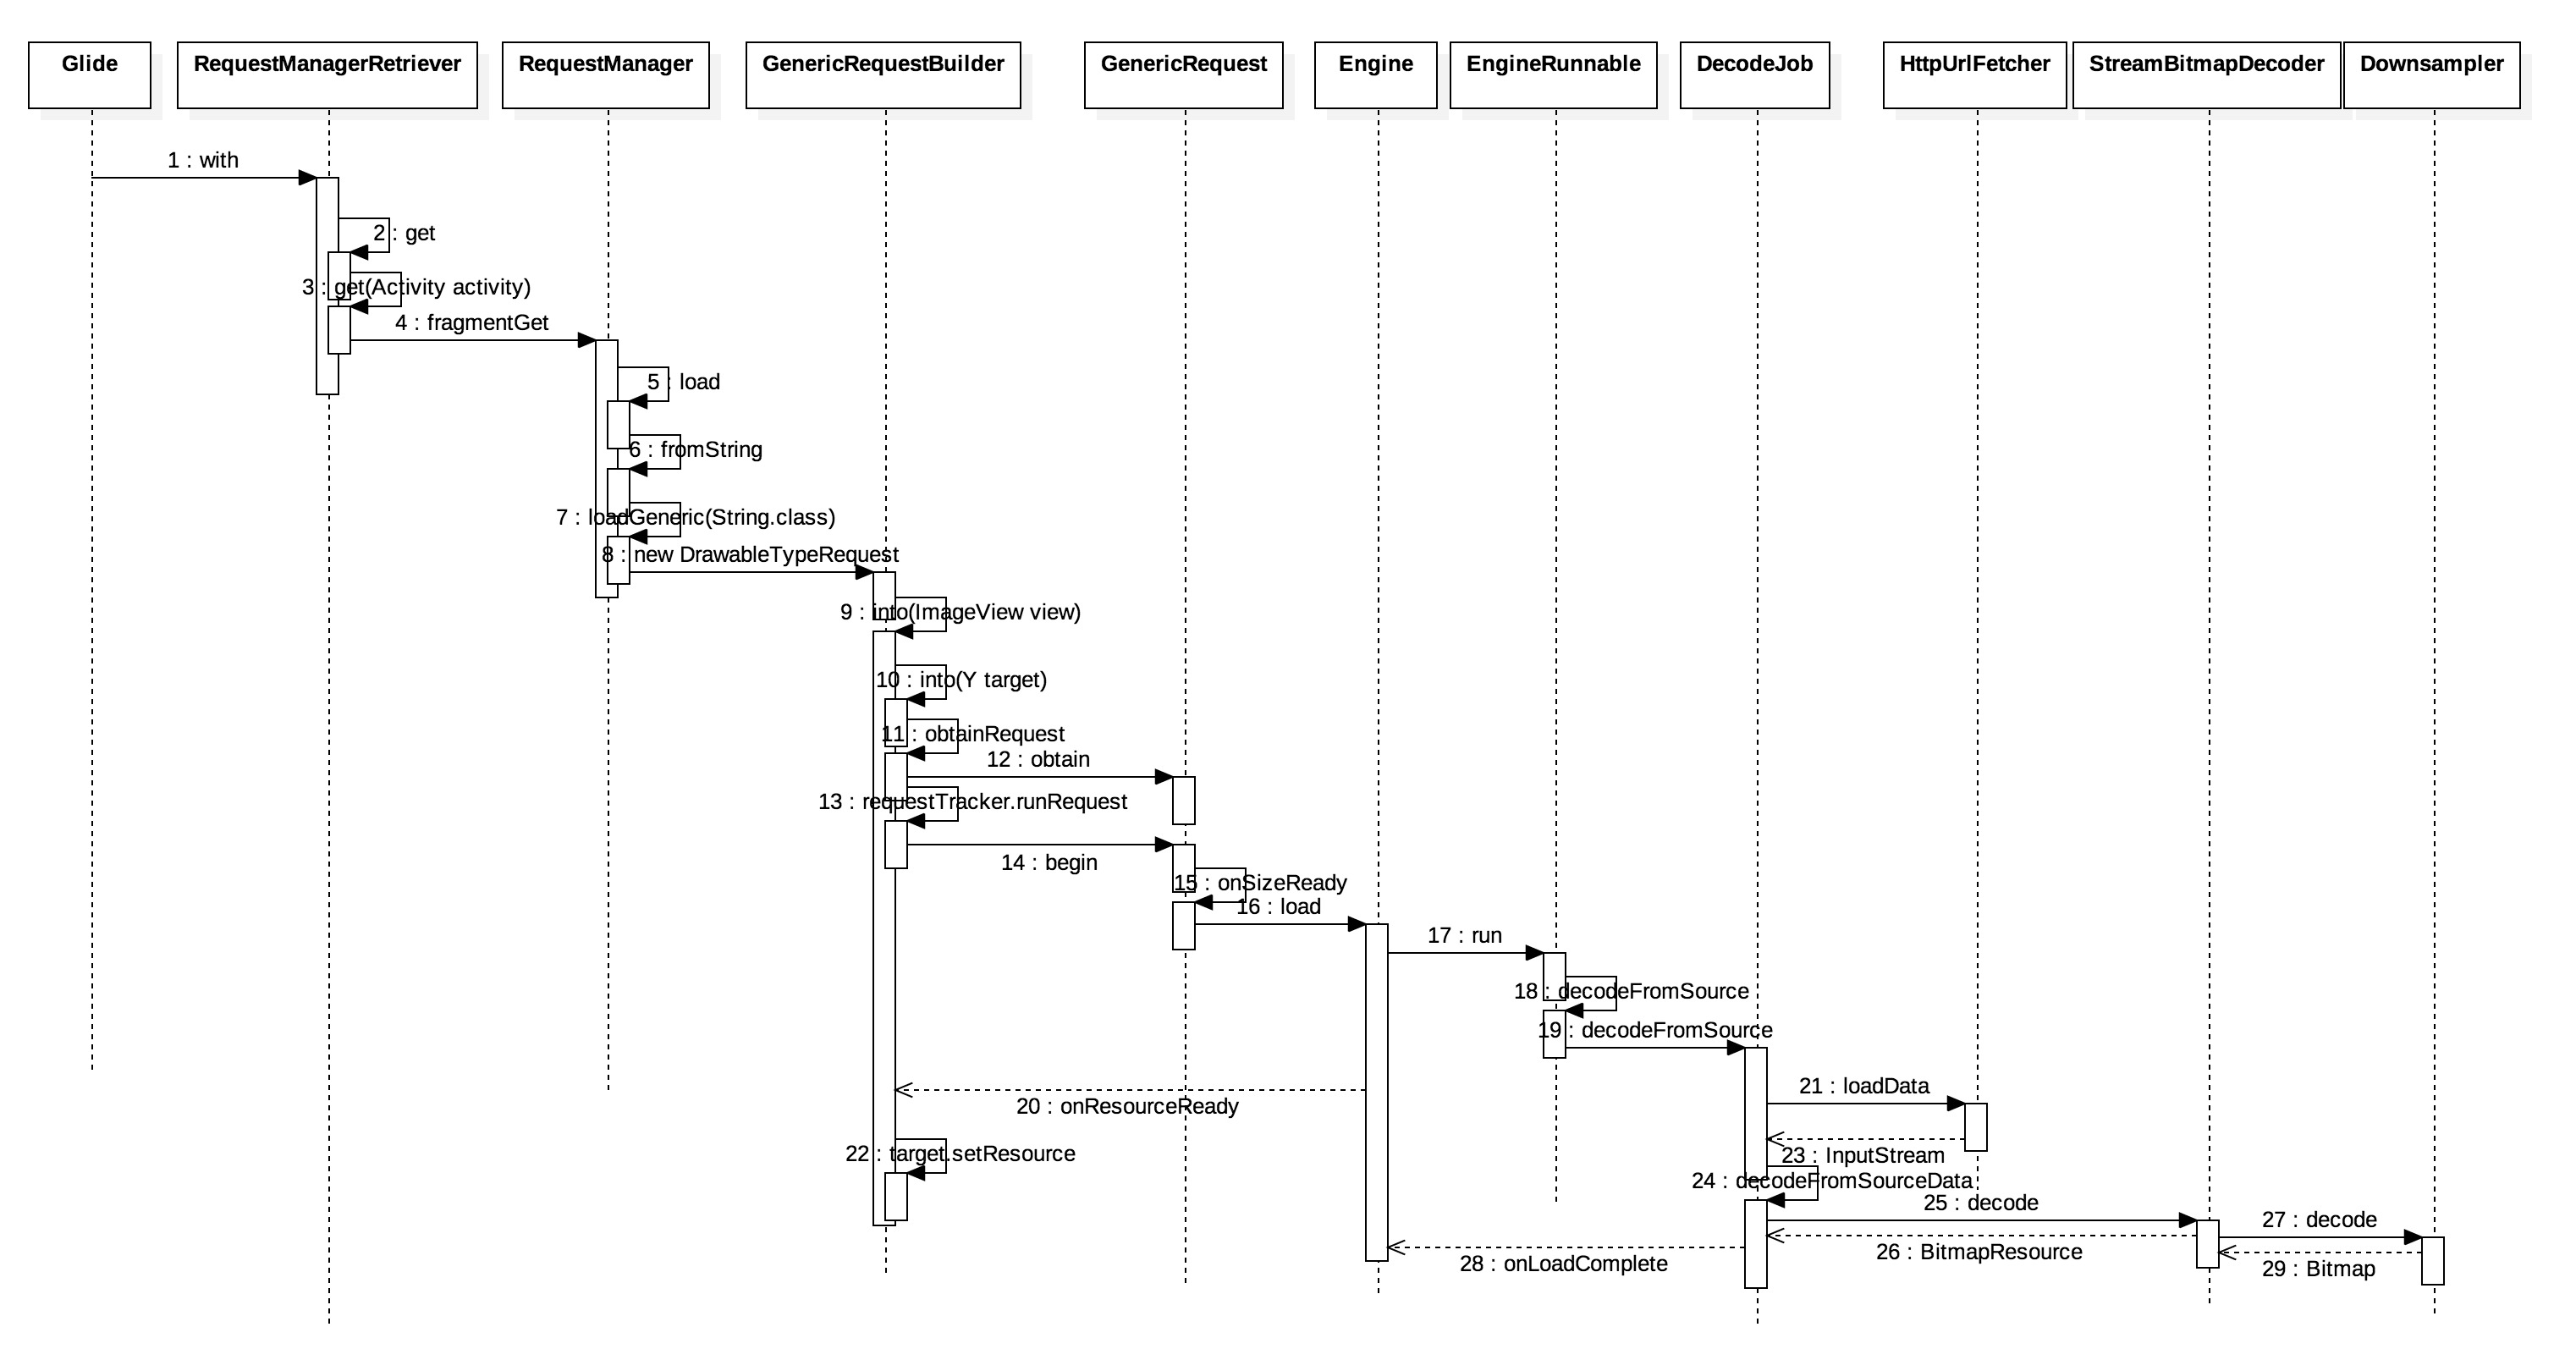 Glide
RequestManagerRetriever
RequestManager
GenericRequestBuilder
GenericRequest
Engine
EngineRunnable
DecodeJob
HttpUrlFetcher
StreamBitmapDecoder
Downsampler
1 : with
2 : get
3 : get(Activity activity)
4 : fragmentGet
5 : load
6 : fromString
7 : loadGeneric(String.class)
8 : new DrawableTypeRequest
9 : into(ImageView view)
10 : into(Y target)
11 : obtainRequest
12 : obtain
13 : requestTracker.runRequest
14 : begin
15 : onSizeReady
16 : load
17 : run
18 : decodeFromSource
19 : decodeFromSource
21 : loadData
20 : onResourceReady
22 : target.setResource
23 : InputStream
24 : decodeFromSourceData
25 : decode
27 : decode
26 : BitmapResource
28 : onLoadComplete
29 : Bitmap